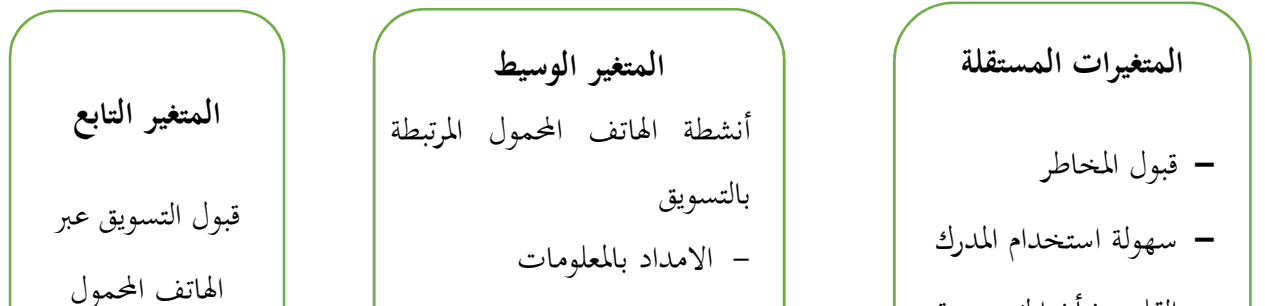 المتغيرات المستقلة
– قبول المخاطر
– سهولة استخدام المدرك
المتغير الوسيط
أنشطة الهاتف المحمول المرتبطة
بالتسويق
– الامداد بالمعلومات
المتغير التابع
قبول التسويق عبر
الهاتف المحمول